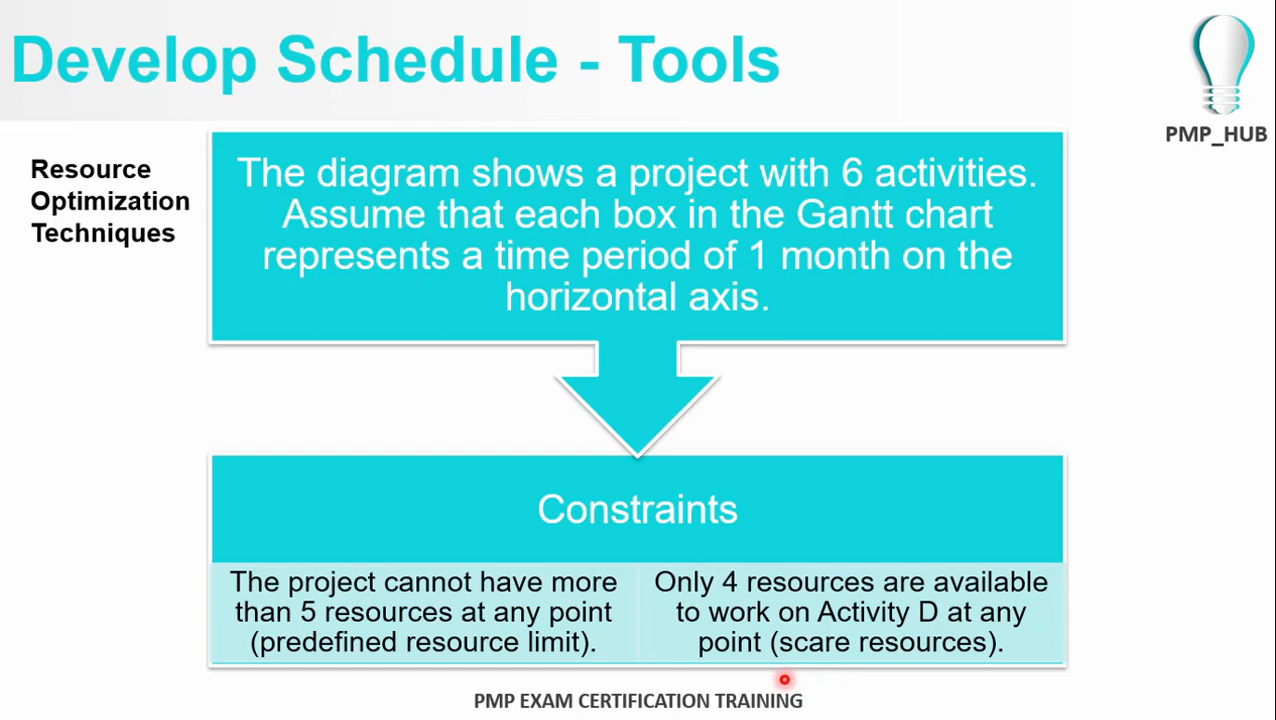 Develop Schedule - Tools
PMP_HUB
Resource
Optimization
Techniques
The diagram shows a project with 6 activities.
Assume that each box in the Gantt chart
represents a time period of 1 month on the
horizontal axis.
Constraints
The project cannot have more
than 5 resources at any point
(predefined resource limit).
Only 4 resources are available
to work on Activity D at any
point (scare resources).
PMP EXAM CERTIFICATION TRAINING